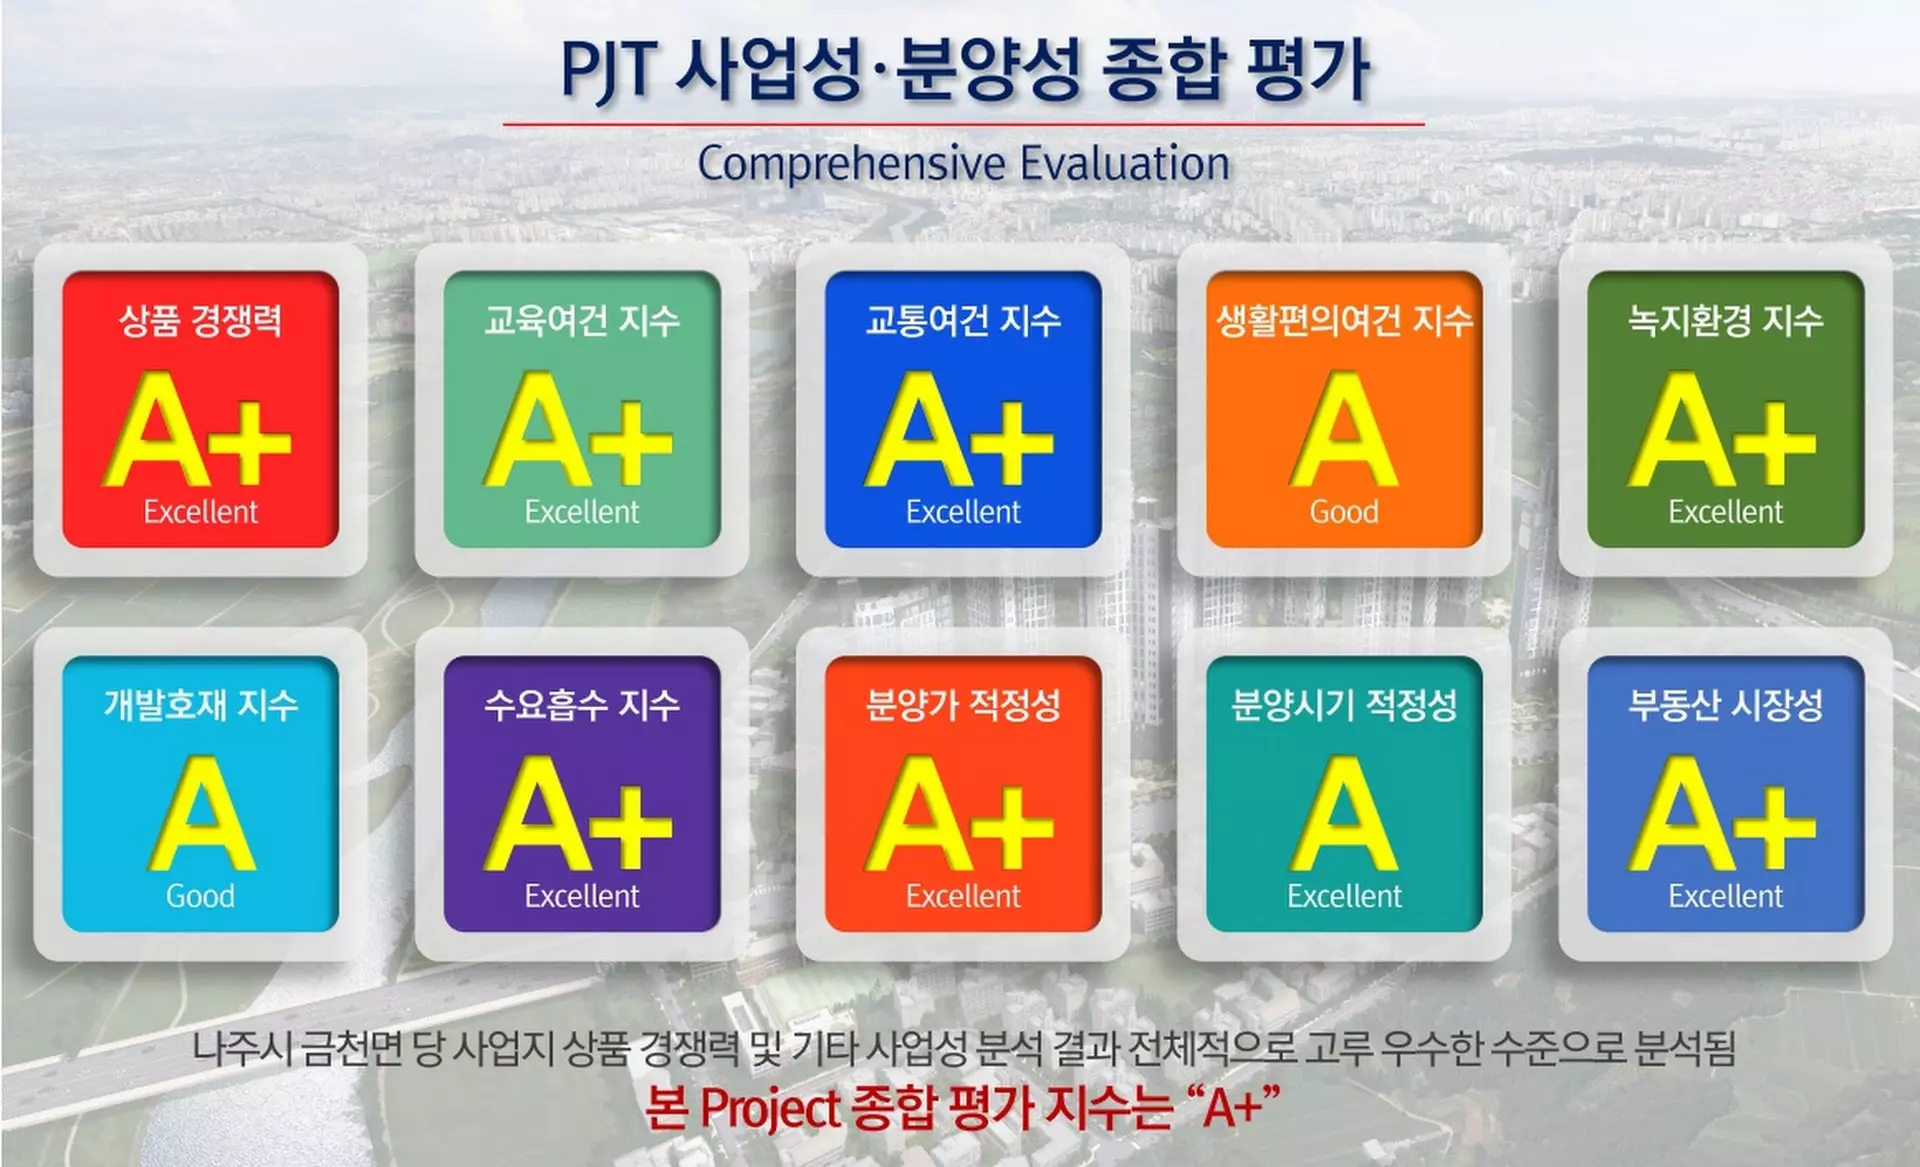 PJT 사업성·분양성 종합 평가
Comprehensive Evaluation
상품 경쟁력
A+
Excellent
교육여건 지수
A+
Excellent
교통여건 지수
A+
Excellent
생활편의여건 지수
A
Good
녹지환경 지수
A+
Excellent
개발호재 지수
A
Good
수요흡수 지수
A+
Excellent
분양가 적정성
A+
Excellent
분양시기 적정성
A
Excellent
부동산 시장성
A+
Excellent
나주시 금천면 당 사업지 상품 경쟁력 및 기타 사업성 분석 결과 전체적으로 고루 우수한 수준으로 분석됨
본 Project 종합 평가 지수는 “A+”